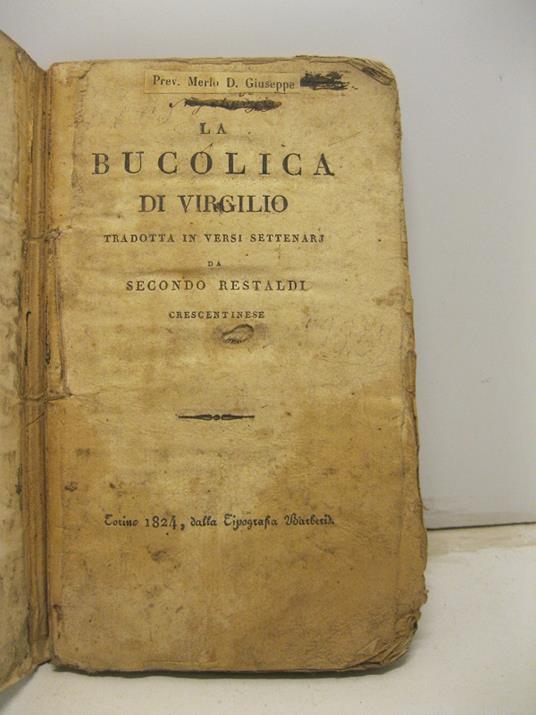 Prev. Merlo D. Giuseppe
LA
BUCOLICA
DI VIRGILIO
TRADOTTA IN VERSI SETTENARJ
DA
SECONDO RESTALDI
CRESCENTINESE
Torino 1824, dalla Tipografia Barberis.